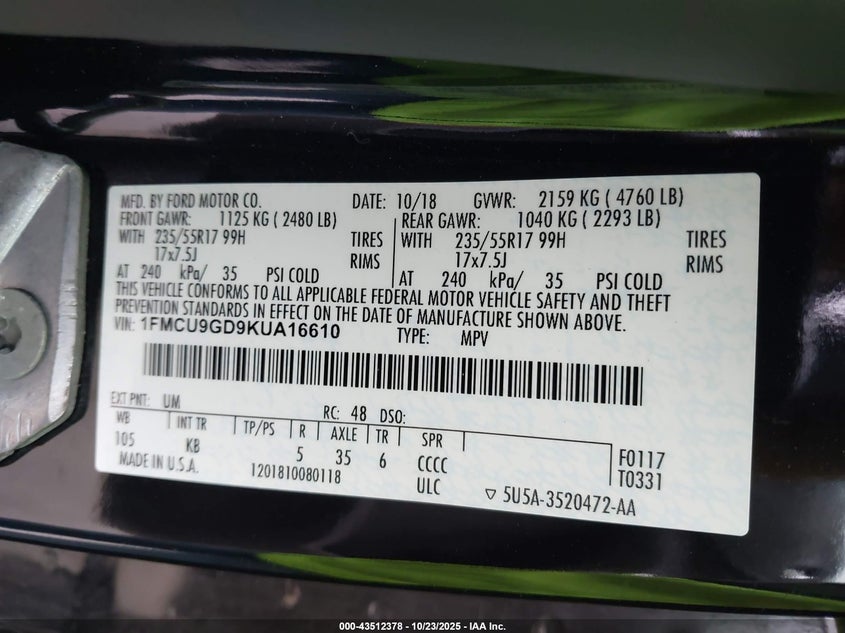 MFD. BY FORD MOTOR CO. DATE: 10/18 GVWR: 2159 KG ( 4760 LB)
FRONT GAWR: 1125 KG ( 2480 LB) REAR GAWR: 1040 KG ( 2293 LB)
WITH 235/55R17 99H TIRES WITH 235/55R17 99H TIRES
17x7.5J RIMS 17x7.5J RIMS
AT 240 kPa/ 35 PSI COLD AT 240 kPa/ 35 PSI COLD
THIS VEHICLE CONFORMS TO ALL APPLICABLE FEDERAL MOTOR VEHICLE SAFETY AND THEFT
PREVENTION STANDARDS IN EFFECT ON THE DATE OF MANUFACTURE SHOWN ABOVE.
VIN: 1FMCU9GD9KUA16610 TYPE: MPV
EXT PNT: UM RC: 48 DSO:
WB INT TR TP/PS R AXLE TR SPR F0117
105 KB 5 35 6 CCCC T0331
MADE IN U.S.A. 1201810080118 ULC 5U5A-3520472-AA
000-43512378 - 10/23/2025 - IAA Inc.